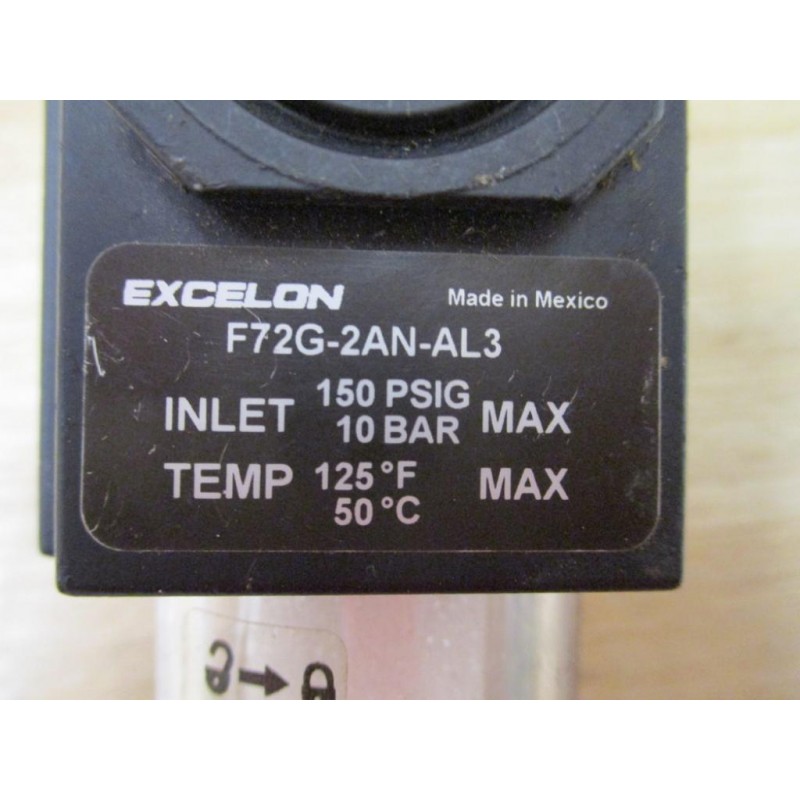 EXCELON Made in Mexico
F72G-2AN-AL3
INLET 150 PSIG 10 BAR MAX
TEMP 125°F 50°C MAX